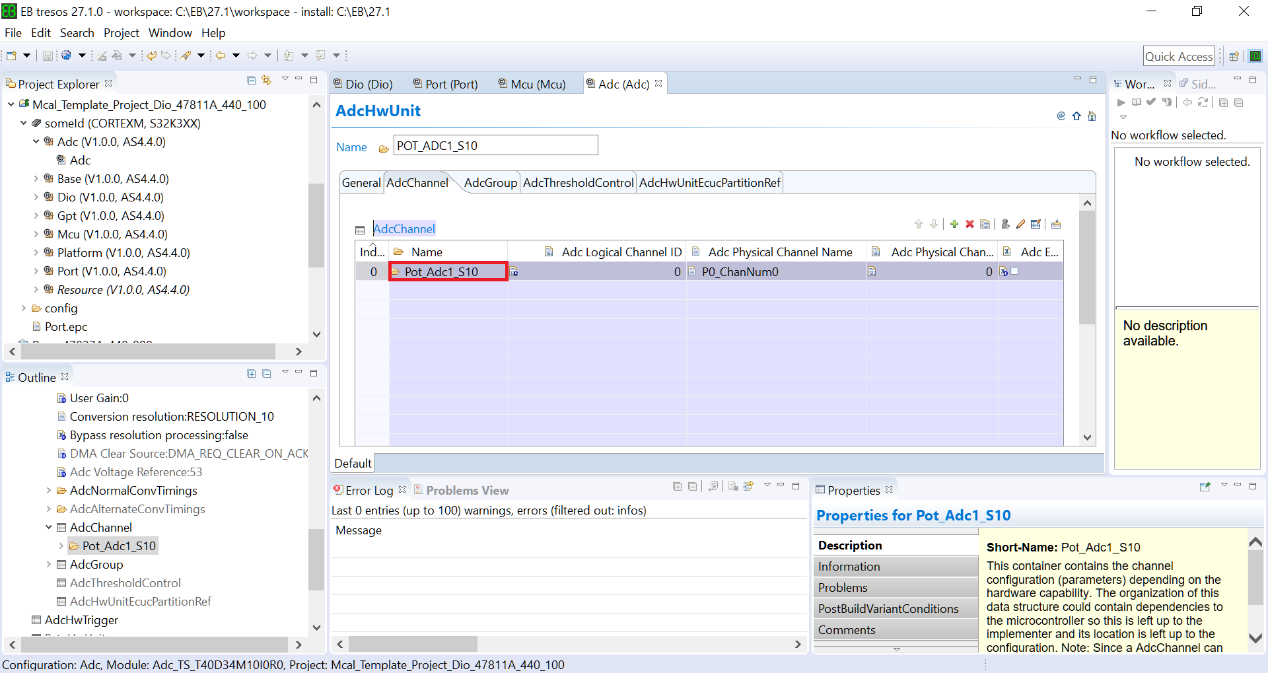 EB tresos 27.1.0 - workspace: C:\EB\27.1\workspace - install: C:\EB\27.1
File Edit Search Project Window Help
Quick Access
Project Explorer
Mcal_Template_Project_Dio_47811A_440_100
someId (CORTEXM, S32K3XX)
Adc (V1.0.0, AS4.4.0)
Adc
Base (V1.0.0, AS4.4.0)
Dio (V1.0.0, AS4.4.0)
Gpt (V1.0.0, AS4.4.0)
Mcu (V1.0.0, AS4.4.0)
Platform (V1.0.0, AS4.4.0)
Port (V1.0.0, AS4.4.0)
Resource (V1.0.0, AS4.4.0)
config
Port.epc
Outline
User Gain:0
Conversion resolution:RESOLUTION_10
Bypass resolution processing:false
DMA Clear Source:DMA_REQ_CLEAR_ON_ACK
Adc Voltage Reference:53
AdcNormalConvTimings
AdcAlternateConvTimings
AdcChannel
Pot_Adc1_S10
AdcGroup
AdcThresholdControl
AdcHwUnitEcucPartitionRef
AdcHwTrigger
Dio (Dio) Port (Port) Mcu (Mcu) Adc (Adc)
AdcHwUnit
Name POT_ADC1_S10
General AdcChannel AdcGroup AdcThresholdControl AdcHwUnitEcucPartitionRef
AdcChannel
Ind... Name Adc Logical Channel ID Adc Physical Channel Name Adc Physical Chan... Adc E...
0 Pot_Adc1_S10 0 P0_ChanNum0 0
Default
Error Log Problems View
Last 0 entries (up to 100) warnings, errors (filtered out: infos)
Message
Wor... Sid...
No workflow selected.
No workflow selected.
No description
available.
Properties
Properties for Pot_Adc1_S10
Description
Information
Problems
PostBuildVariantConditions
Comments
Short-Name: Pot_Adc1_S10
This container contains the channel
configuration (parameters) depending on the
hardware capability. The organization of this
data structure could contain dependencies to
the microcontroller so this is left up to the
implementer and its location is left up to the
configuration. Note: Since a AdcChannel can
Configuration: Adc, Module: Adc_TS_T40D34M10I0R0, Project: Mcal_Template_Project_Dio_47811A_440_100